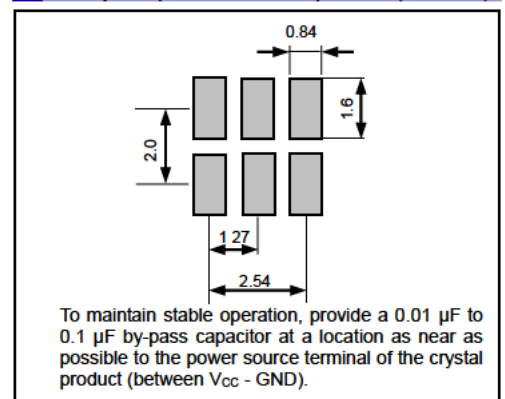 0.84
1.6
2.0
1 27
2.54
To maintain stable operation, provide a 0.01 µF to
0.1 µF by-pass capacitor at a location as near as
possible to the power source terminal of the crystal
product (between Vcc - GND).